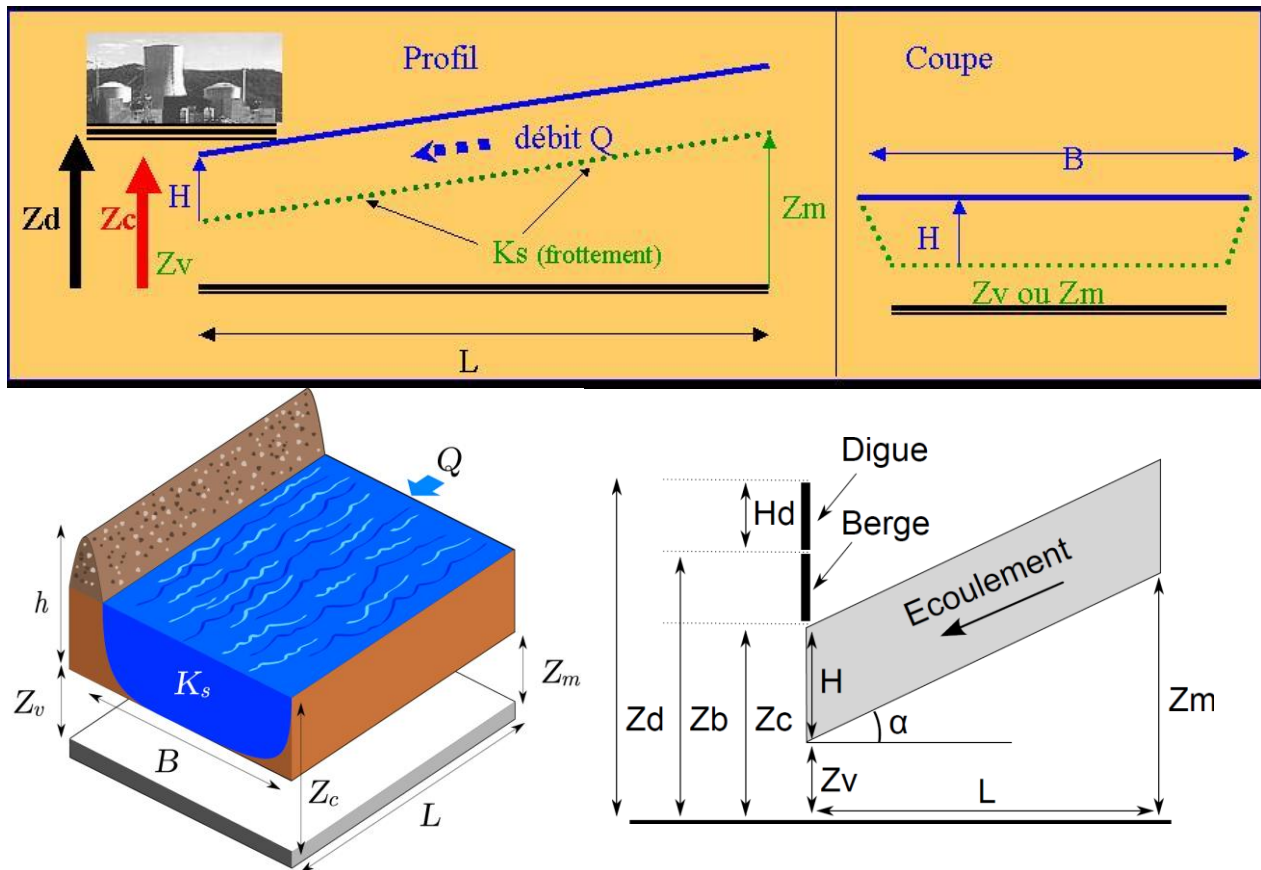 Profil
Coupe
débit Q
B
H
Zd
Zc
Zv
Zm
Ks (frottement)
H
Zv ou Zm
L
Q
h
Ks
Zm
Zv
B
Zc
L
Digue
Hd
Berge
Ecoulement
H
Zd
Zb
Zc
Zm
α
Zv
L